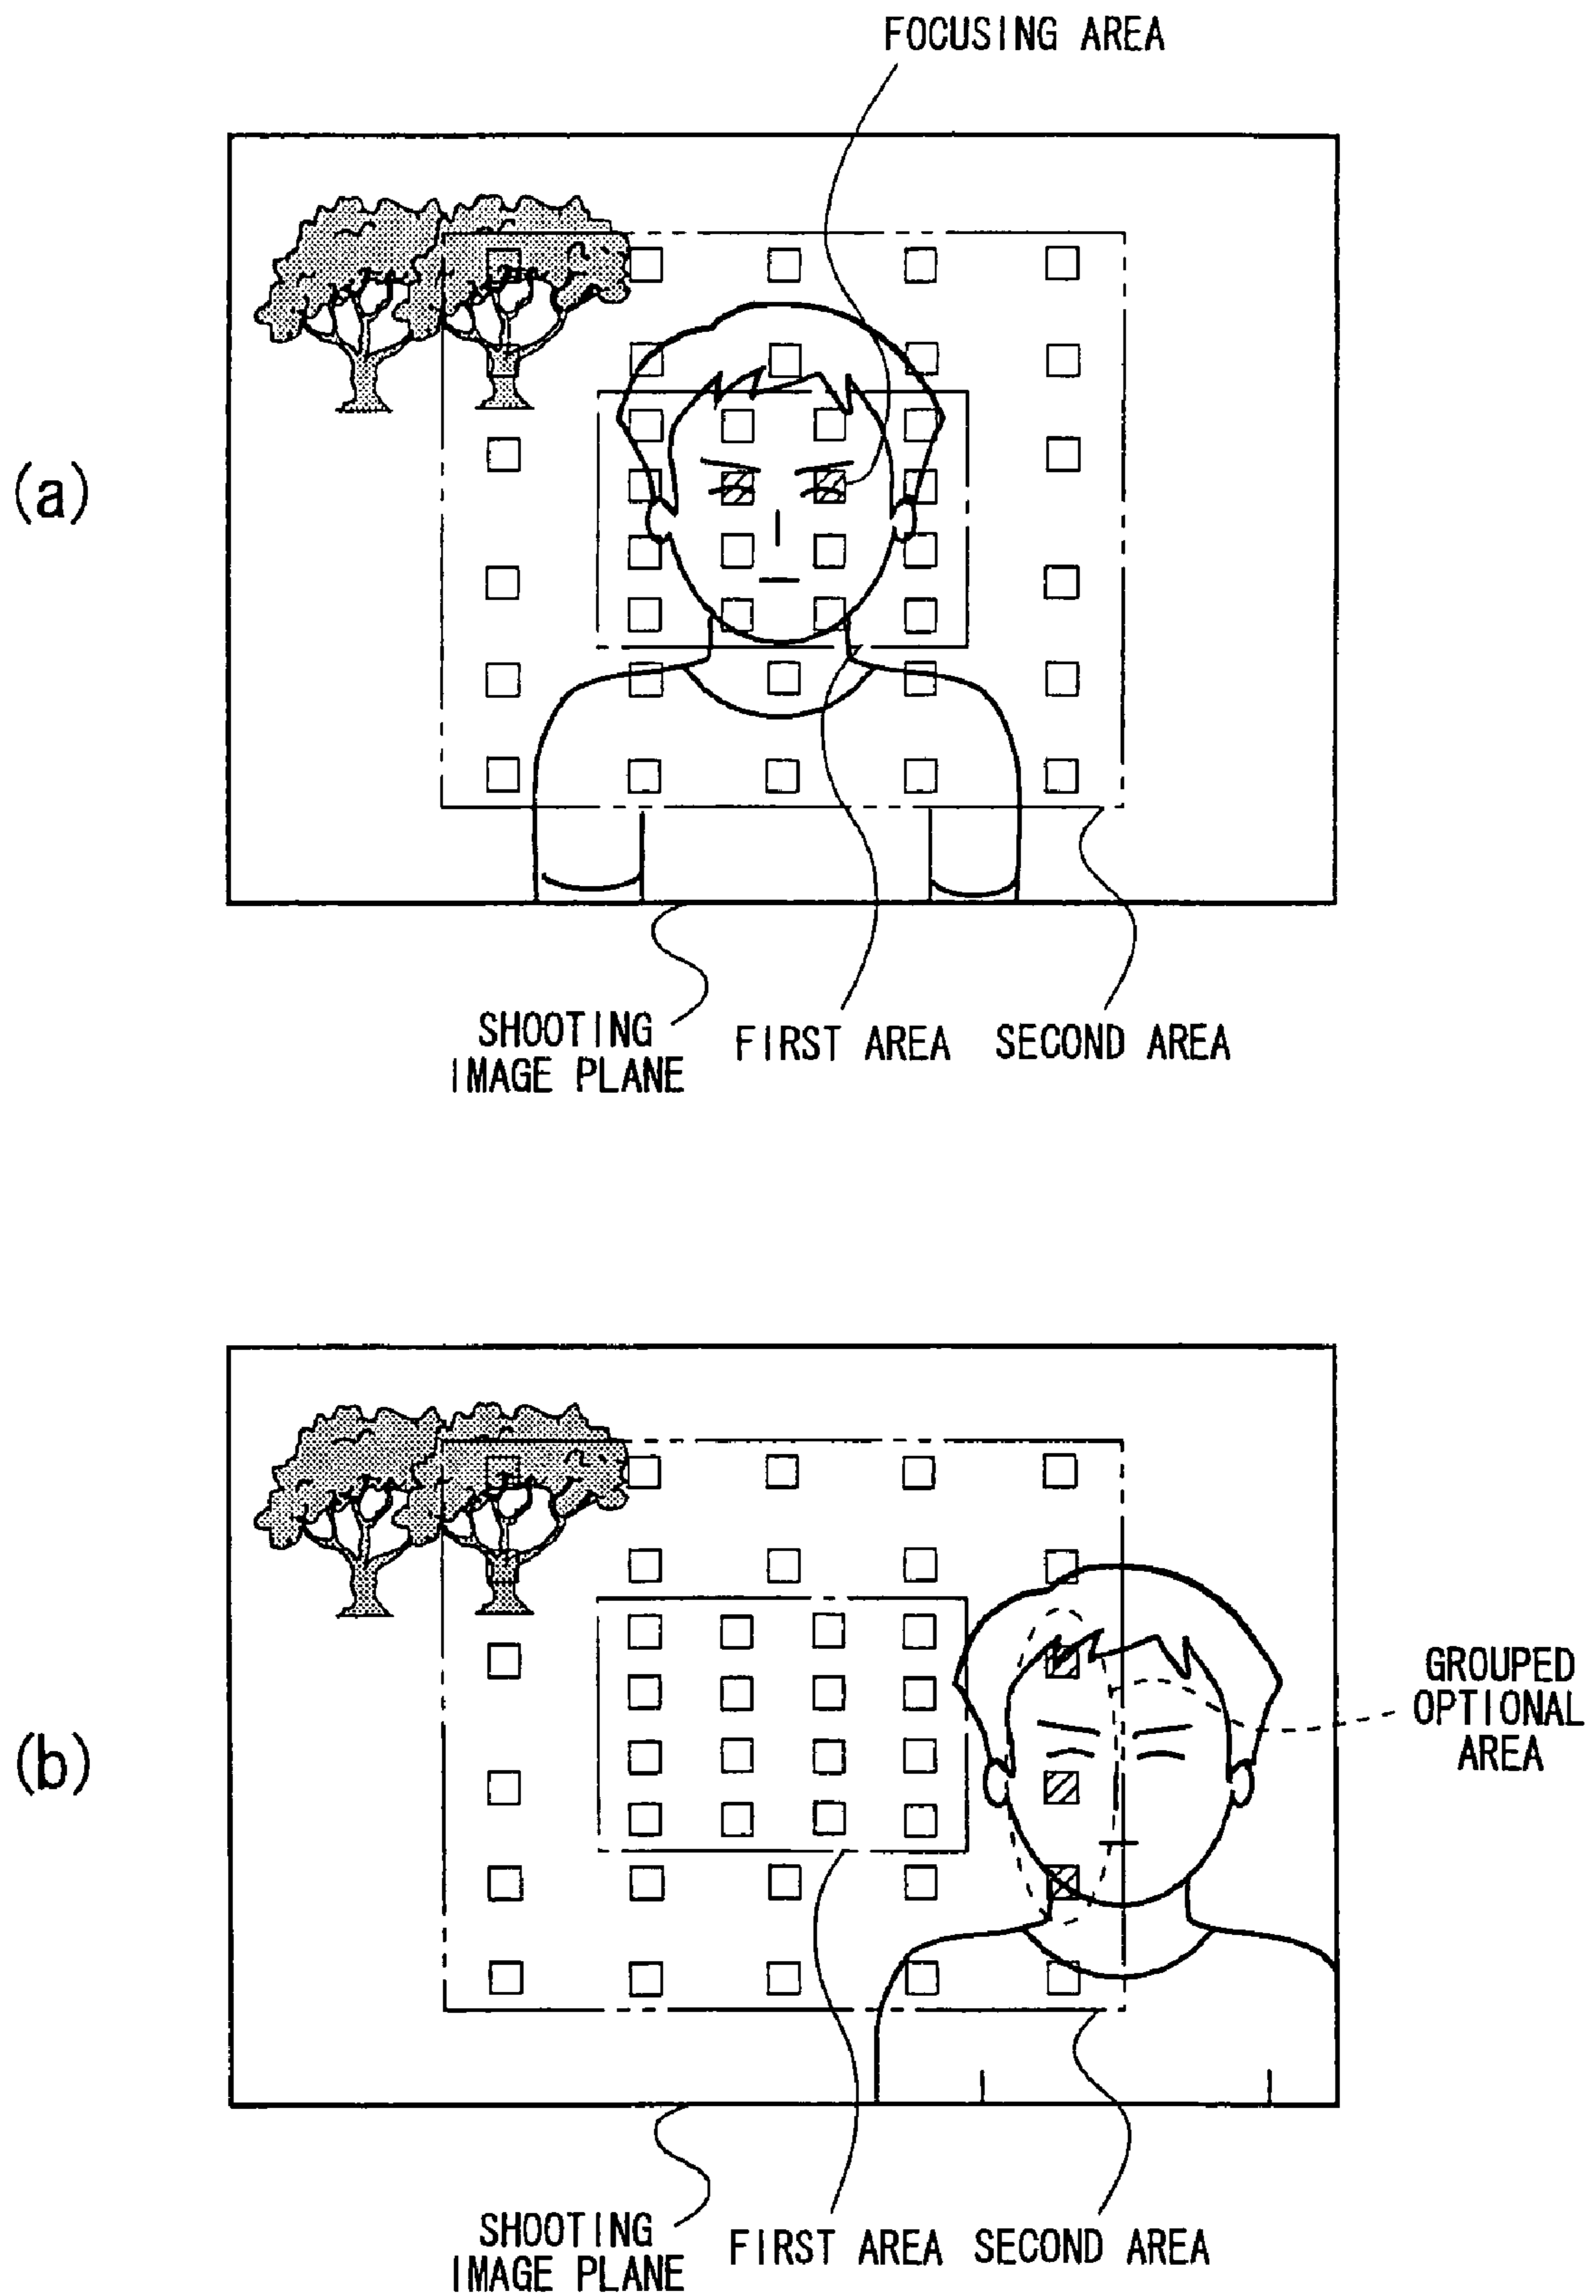 FOCUSING AREA
(a)
SHOOTING
IMAGE PLANE
FIRST AREA
SECOND AREA
(b)
GROUPED
OPTIONAL
AREA
SHOOTING
IMAGE PLANE
FIRST AREA
SECOND AREA